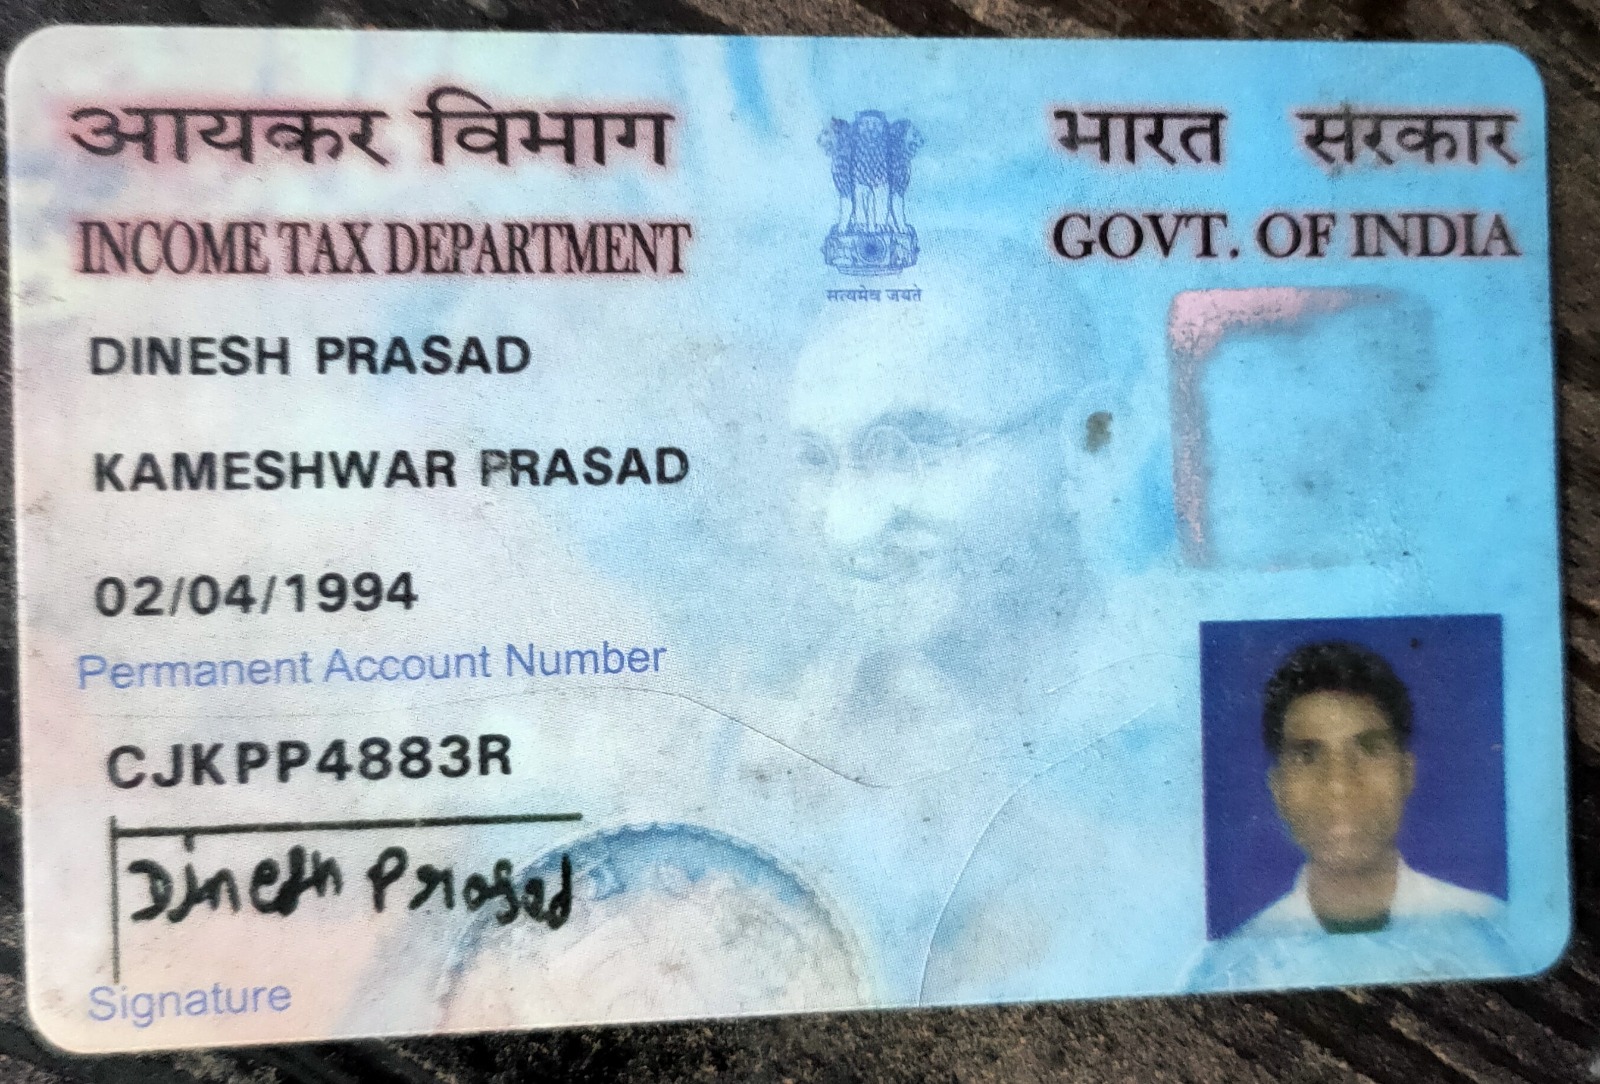 आयकर विभाग
INCOME TAX DEPARTMENT
सत्यमेव जयते
भारत सरकार
GOVT. OF INDIA
DINESH PRASAD
KAMESHWAR PRASAD
02/04/1994
Permanent Account Number
CJKPP4883R
Dinesh Prasad
Signature